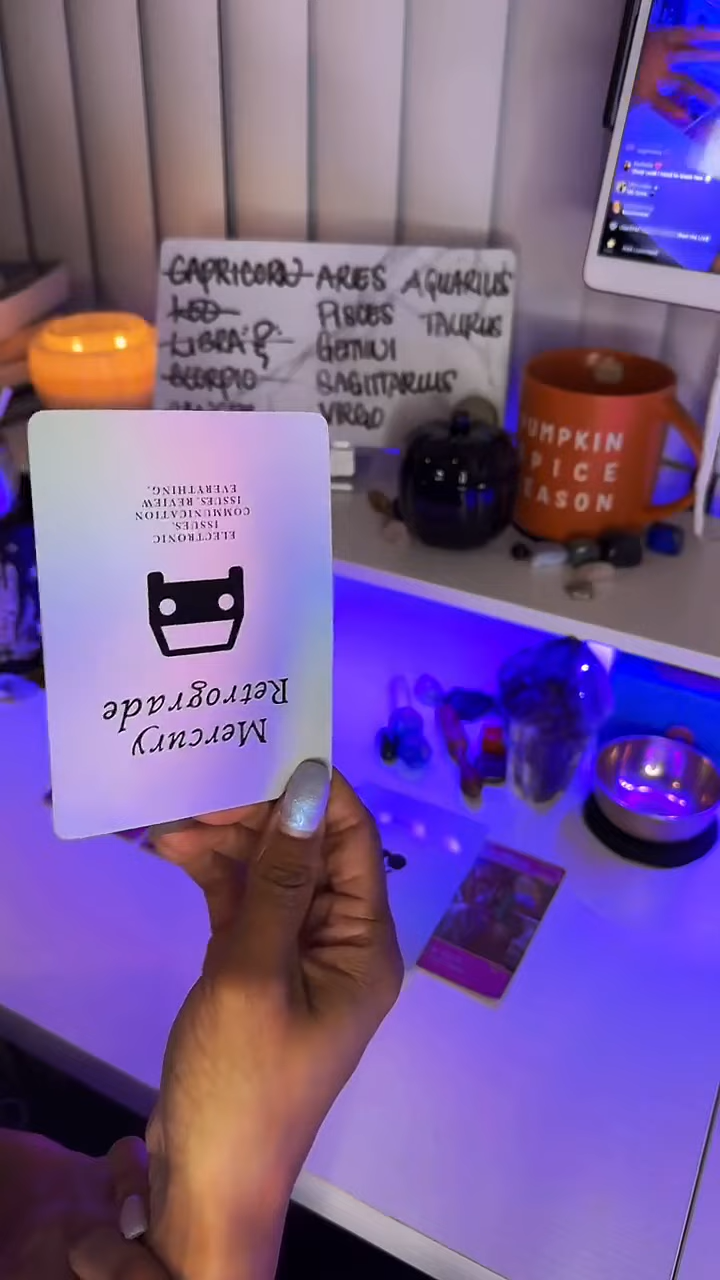 CAPRICORN ARIES AQUARIUS
LEO PISCES TAURUS
LIBRA GEMINI
SCORPIO SAGITTARIUS
VIRGO
PUMPKIN
SPICE
SEASON
Mercury
Retrograde
ELECTRONIC
ISSUES.
COMMUNICATION
ISSUES. REVIEW
EVERYTHING.